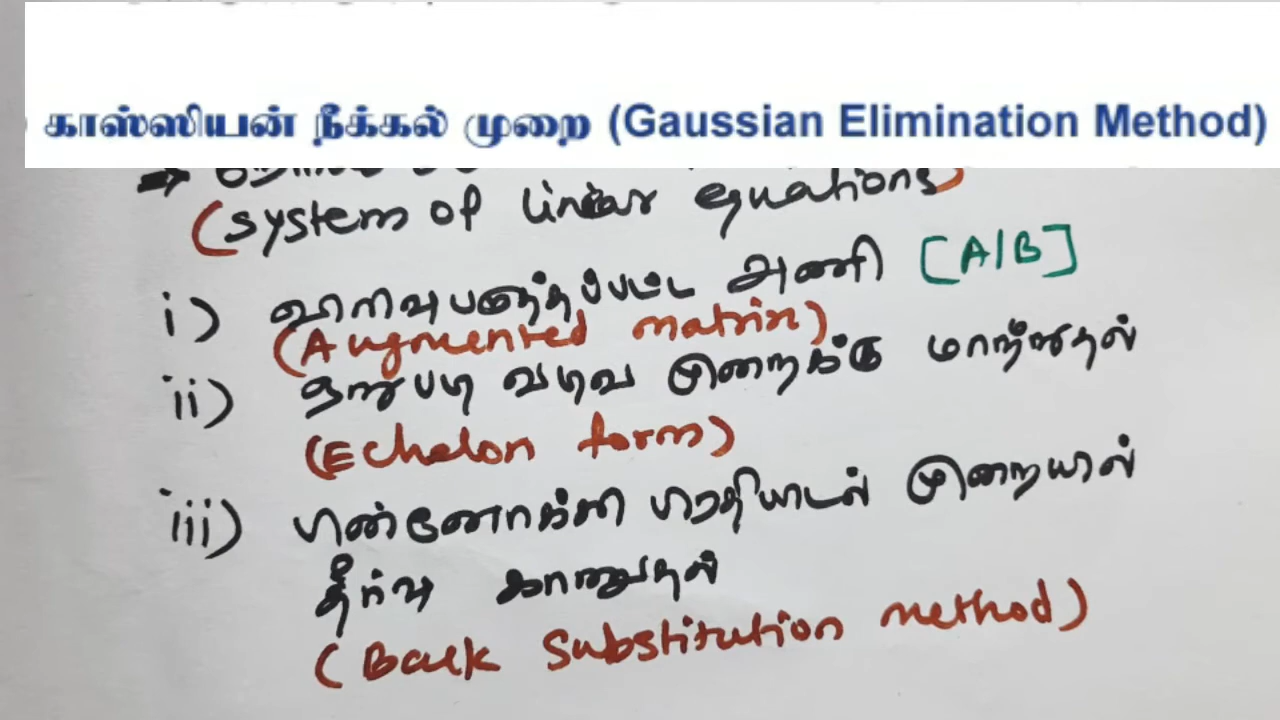 காஸ்ஸியன் நீக்கல் முறை (Gaussian Elimination Method)
(system of linear equations)
i) விரிவுபடுத்தப்பட்ட அணி [A/B]
(Augmented matrix)
ii) ஏறுபடி வடிவ முறைக்கு மாற்றுதல்
(Echelon form)
iii) பின்னோக்கி பிரதியிடல் முறையில்
தீர்வு காணுதல்
(Back Substitution method)